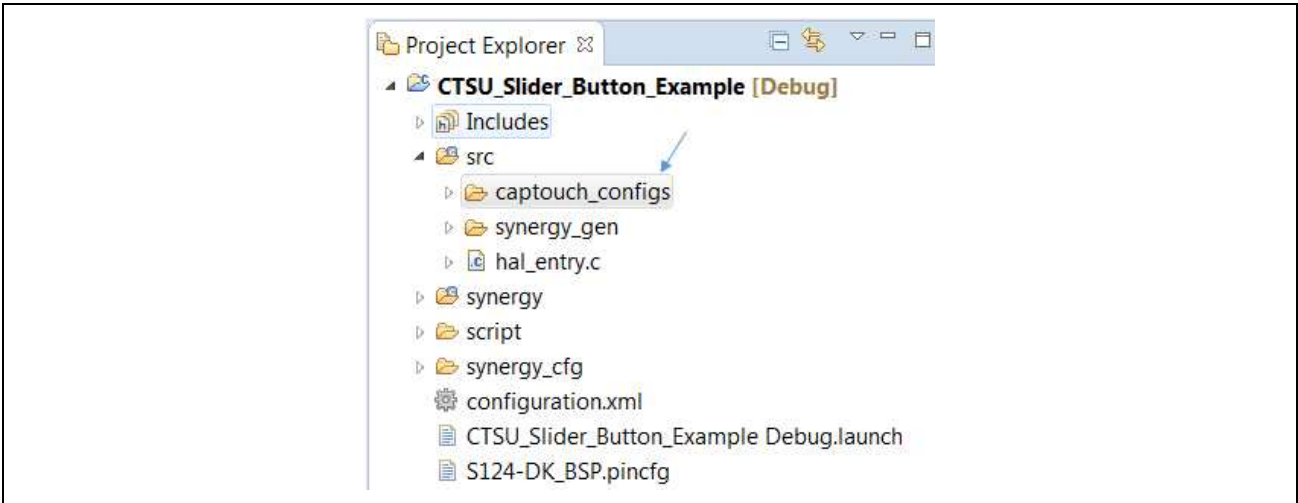 Project Explorer
CTSU_Slider_Button_Example [Debug]
Includes
src
captouch_configs
synergy_gen
hal_entry.c
synergy
script
synergy_cfg
configuration.xml
CTSU_Slider_Button_Example Debug.launch
S124-DK_BSP.pincfg